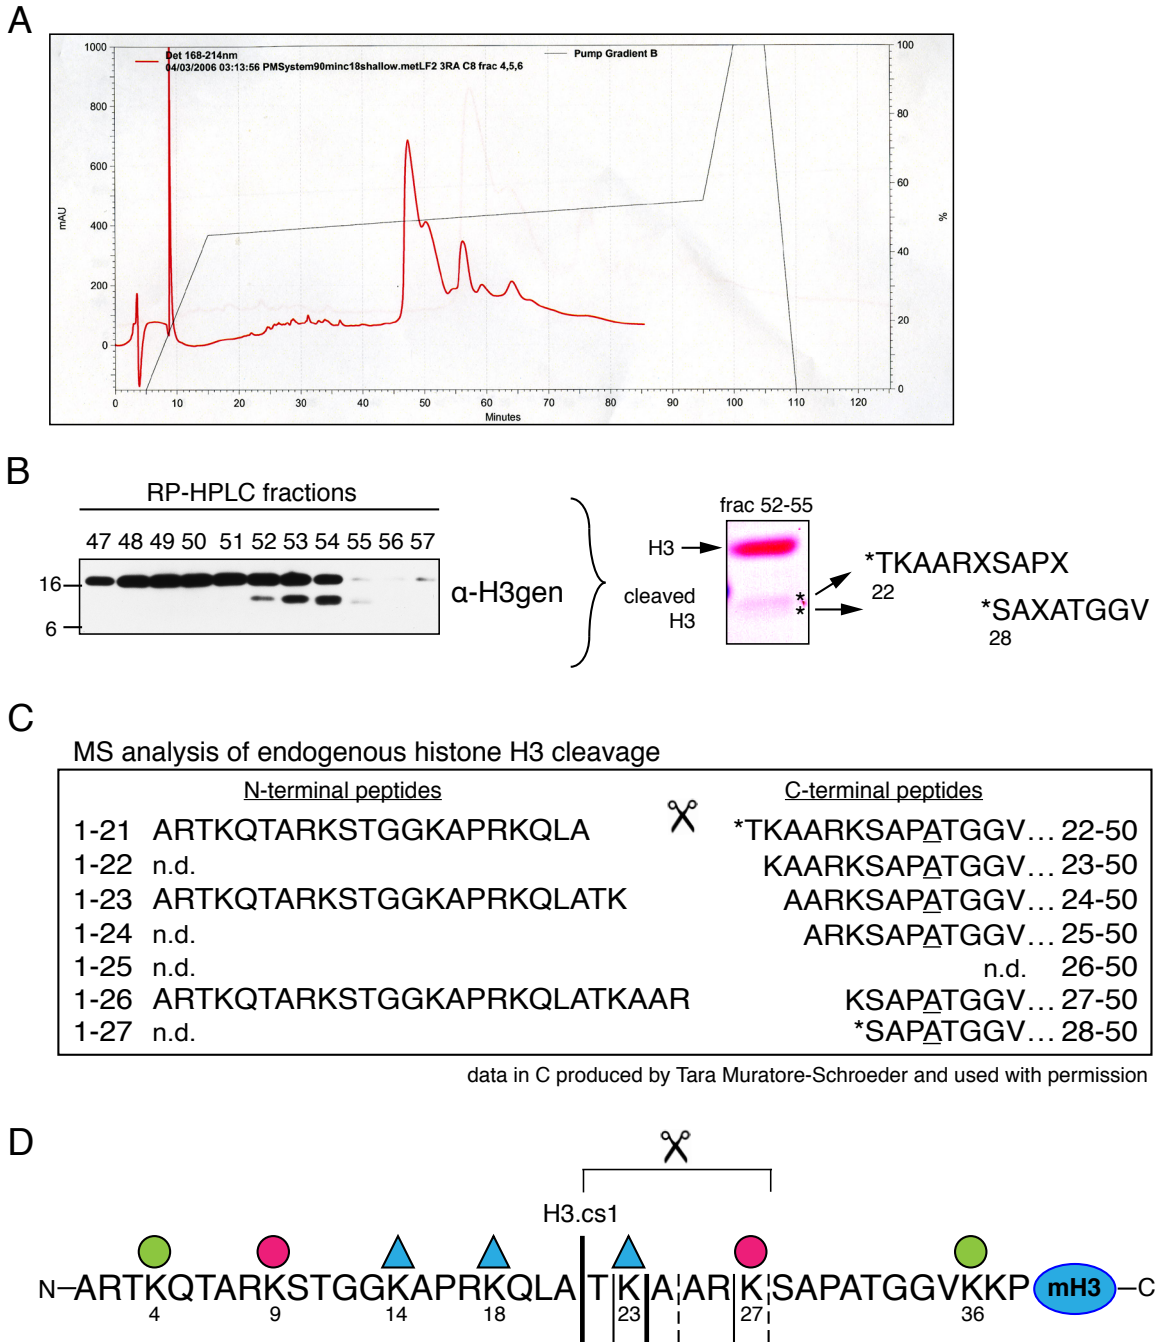 A
Det 168-214nm
04/03/2006 03:13:56 PMSystem90minc18shallow.metLF2 3RA C8 frac 4,5,6
Pump Gradient B
1000
800
600
400
200
0
mAU
100
80
60
40
20
0
%
0 10 20 30 40 50 60 70 80 90 100 110 120
Minutes
B
RP-HPLC fractions
47 48 49 50 51 52 53 54 55 56 57
16
6
α-H3gen
frac 52-55
H3
cleaved
H3
*
*
*TKAARXSAPX
22
*SAXATGGV
28
C
MS analysis of endogenous histone H3 cleavage
N-terminal peptides C-terminal peptides
1-21 ARTKQTARKSTGGKAPRKQLA *TKAARKSAPATGGV... 22-50
1-22 n.d. KAARKSAPATGGV... 23-50
1-23 ARTKQTARKSTGGKAPRKQLATK AARKSAPATGGV... 24-50
1-24 n.d. ARKSAPATGGV... 25-50
1-25 n.d. n.d. 26-50
1-26 ARTKQTARKSTGGKAPRKQLATKAAR KSAPATGGV... 27-50
1-27 n.d. *SAPATGGV... 28-50
data in C produced by Tara Muratore-Schroeder and used with permission
D
H3.cs1
N-ARTKQTARKSTGGKAPRKQLATKAARKSAPATGGVKKP mH3 -C
4 9 14 18 23 27 36